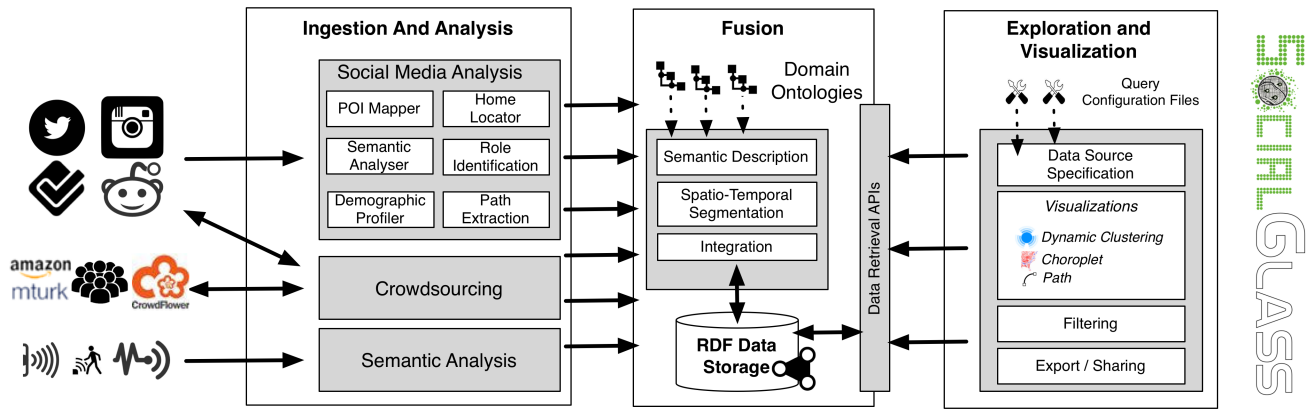 Ingestion And Analysis
Social Media Analysis
POI Mapper
Home
Locator
Semantic
Analyser
Role
Identification
Demographic
Profiler
Path
Extraction
Crowdsourcing
Semantic Analysis
amazon
mturk
CrowdFlower
Fusion
Domain
Ontologies
Semantic Description
Spatio-Temporal
Segmentation
Integration
RDF Data
Storage
Data Retrieval APIs
Exploration and
Visualization
Query
Configuration Files
Data Source
Specification
Visualizations
Dynamic Clustering
Choroplet
Path
Filtering
Export / Sharing
SOCIALGLASS